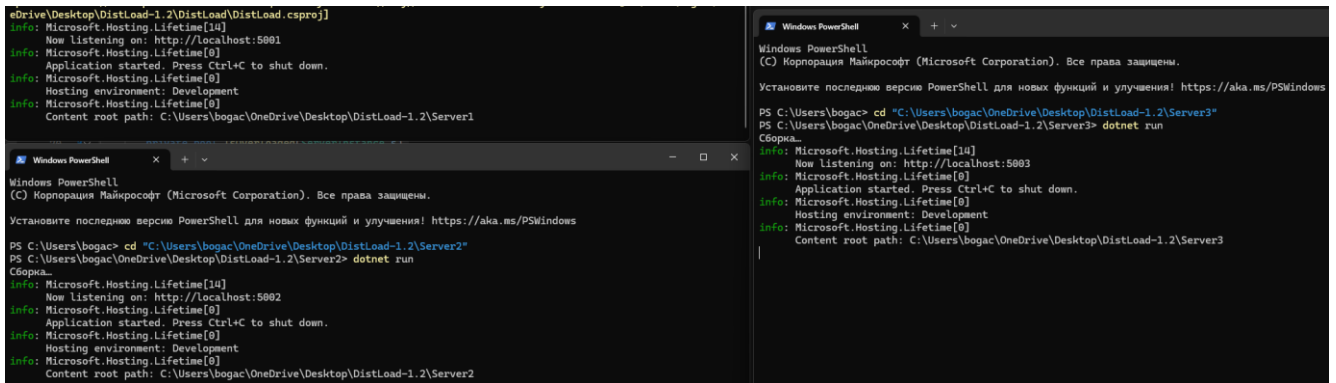 eDrive\Desktop\DistLoad-1.2\DistLoad\DistLoad.csproj]
info: Microsoft.Hosting.Lifetime[14]
Now listening on: http://localhost:5001
info: Microsoft.Hosting.Lifetime[0]
Application started. Press Ctrl+C to shut down.
info: Microsoft.Hosting.Lifetime[0]
Hosting environment: Development
info: Microsoft.Hosting.Lifetime[0]
Content root path: C:\Users\bogac\OneDrive\Desktop\DistLoad-1.2\Server1
Windows PowerShell
Windows PowerShell
(C) Корпорация Майкрософт (Microsoft Corporation). Все права защищены.
Установите последнюю версию PowerShell для новых функций и улучшения! https://aka.ms/PSWindows
PS C:\Users\bogac> cd "C:\Users\bogac\OneDrive\Desktop\DistLoad-1.2\Server2"
PS C:\Users\bogac\OneDrive\Desktop\DistLoad-1.2\Server2> dotnet run
Сборка…
info: Microsoft.Hosting.Lifetime[14]
Now listening on: http://localhost:5002
info: Microsoft.Hosting.Lifetime[0]
Application started. Press Ctrl+C to shut down.
info: Microsoft.Hosting.Lifetime[0]
Hosting environment: Development
info: Microsoft.Hosting.Lifetime[0]
Content root path: C:\Users\bogac\OneDrive\Desktop\DistLoad-1.2\Server2
Windows PowerShell
Windows PowerShell
(C) Корпорация Майкрософт (Microsoft Corporation). Все права защищены.
Установите последнюю версию PowerShell для новых функций и улучшения! https://aka.ms/PSWindows
PS C:\Users\bogac> cd "C:\Users\bogac\OneDrive\Desktop\DistLoad-1.2\Server3"
PS C:\Users\bogac\OneDrive\Desktop\DistLoad-1.2\Server3> dotnet run
Сборка…
info: Microsoft.Hosting.Lifetime[14]
Now listening on: http://localhost:5003
info: Microsoft.Hosting.Lifetime[0]
Application started. Press Ctrl+C to shut down.
info: Microsoft.Hosting.Lifetime[0]
Hosting environment: Development
info: Microsoft.Hosting.Lifetime[0]
Content root path: C:\Users\bogac\OneDrive\Desktop\DistLoad-1.2\Server3